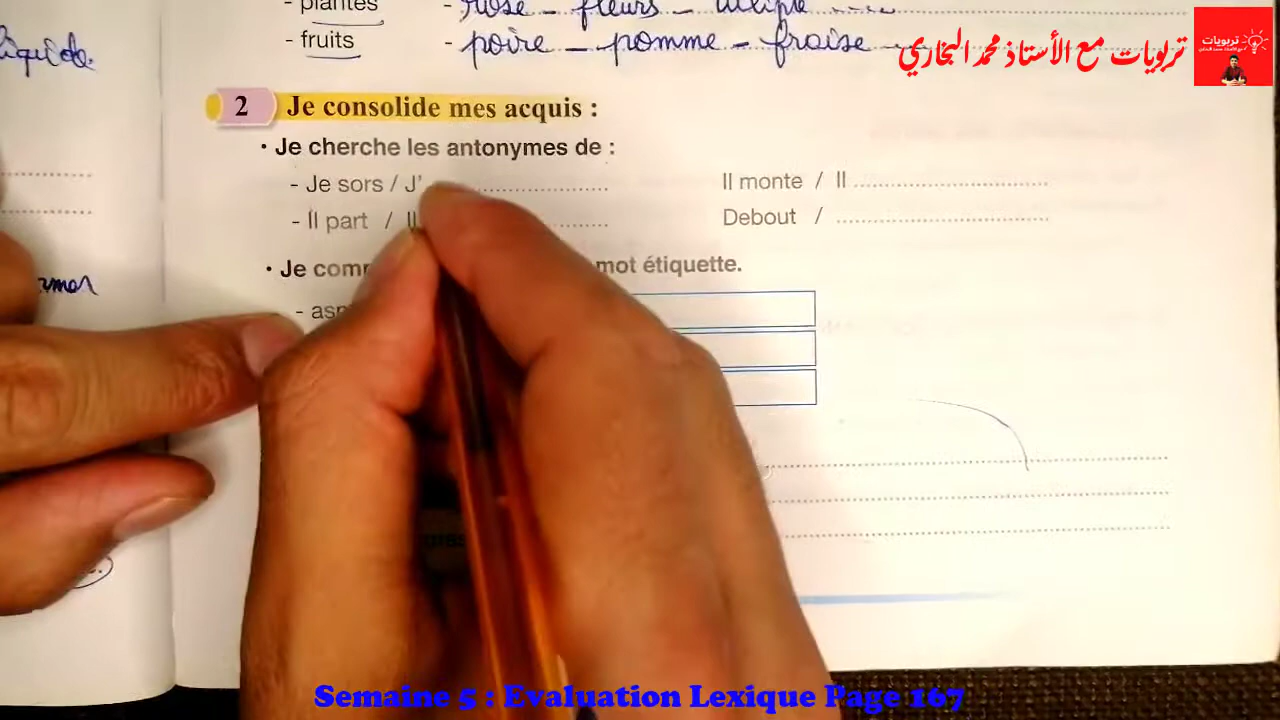 - plantes - rose - fleurs -
- fruits - poire - pomme - fraise
تربويات مع الأستاذ محمد البخاري
تربويات
2 Je consolide mes acquis :
• Je cherche les antonymes de :
- Je sors / J' Il monte / Il
- Il part / Il Debout /
• Je com mot étiquette.
- as
Semaine 5 : Evaluation Lexique Page 167